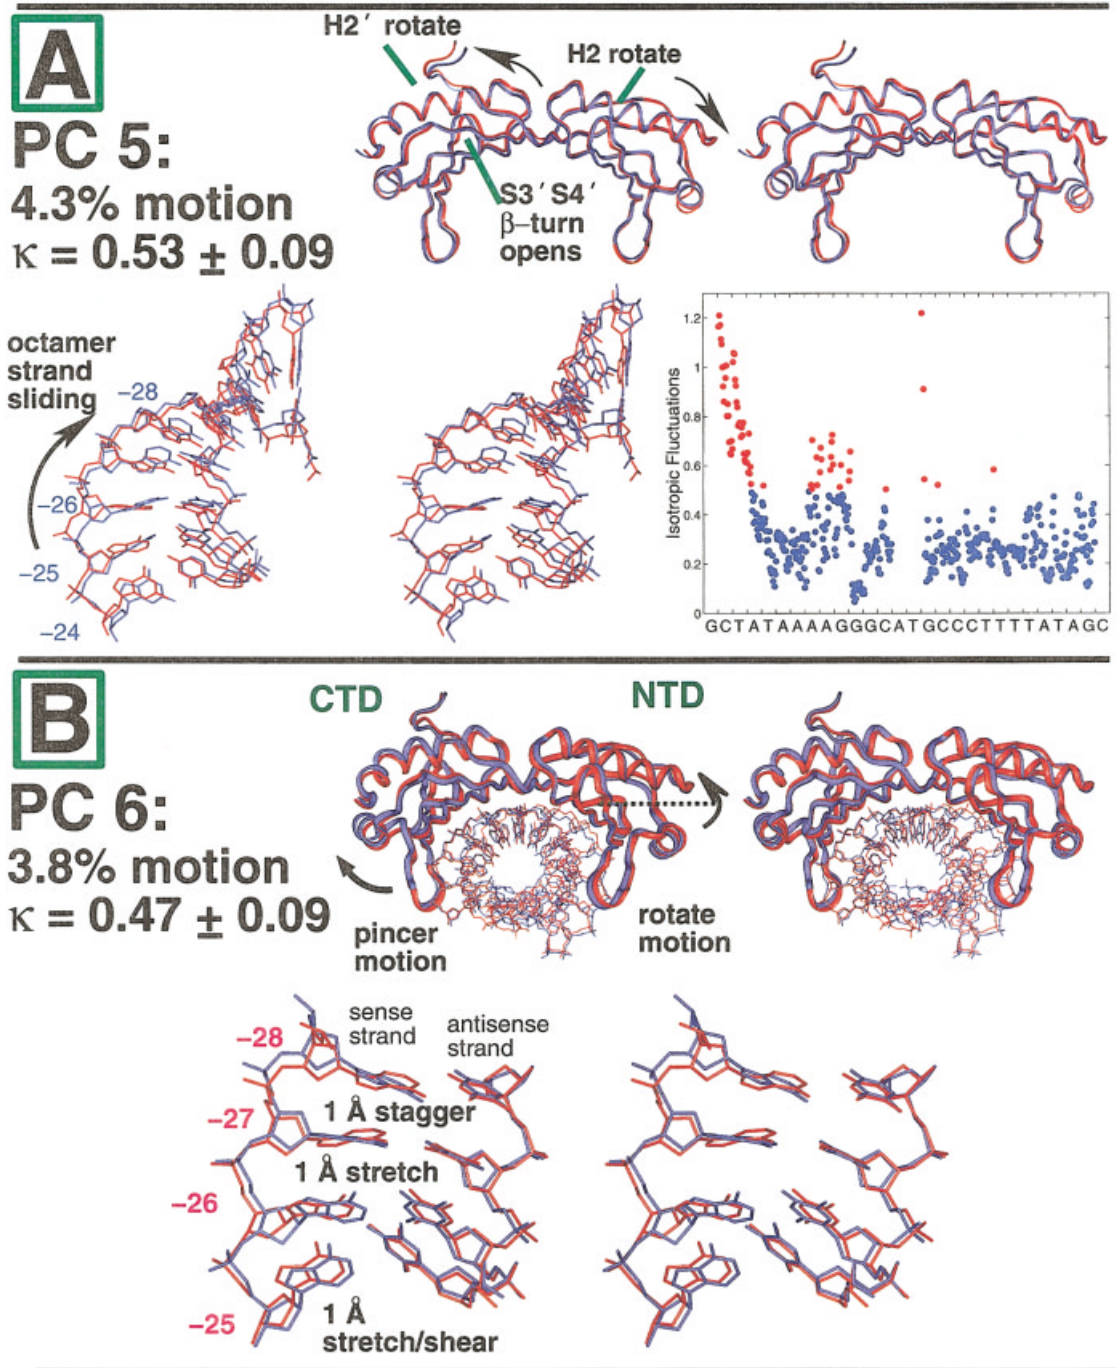 A
PC 5:
4.3% motion
κ = 0.53 ± 0.09
H2′ rotate
H2 rotate
S3′S4′
β–turn
opens
octamer
strand
sliding
–28
–26
–25
–24
Isotropic Fluctuations
1.2
1
0.8
0.6
0.4
0.2
0
GCTATAAAAGGGCATGCCCTTTTATAGC
B
PC 6:
3.8% motion
κ = 0.47 ± 0.09
CTD
NTD
pincer
motion
rotate
motion
sense
strand
antisense
strand
–28
1 Å stagger
–27
1 Å stretch
–26
–25
1 Å
stretch/shear